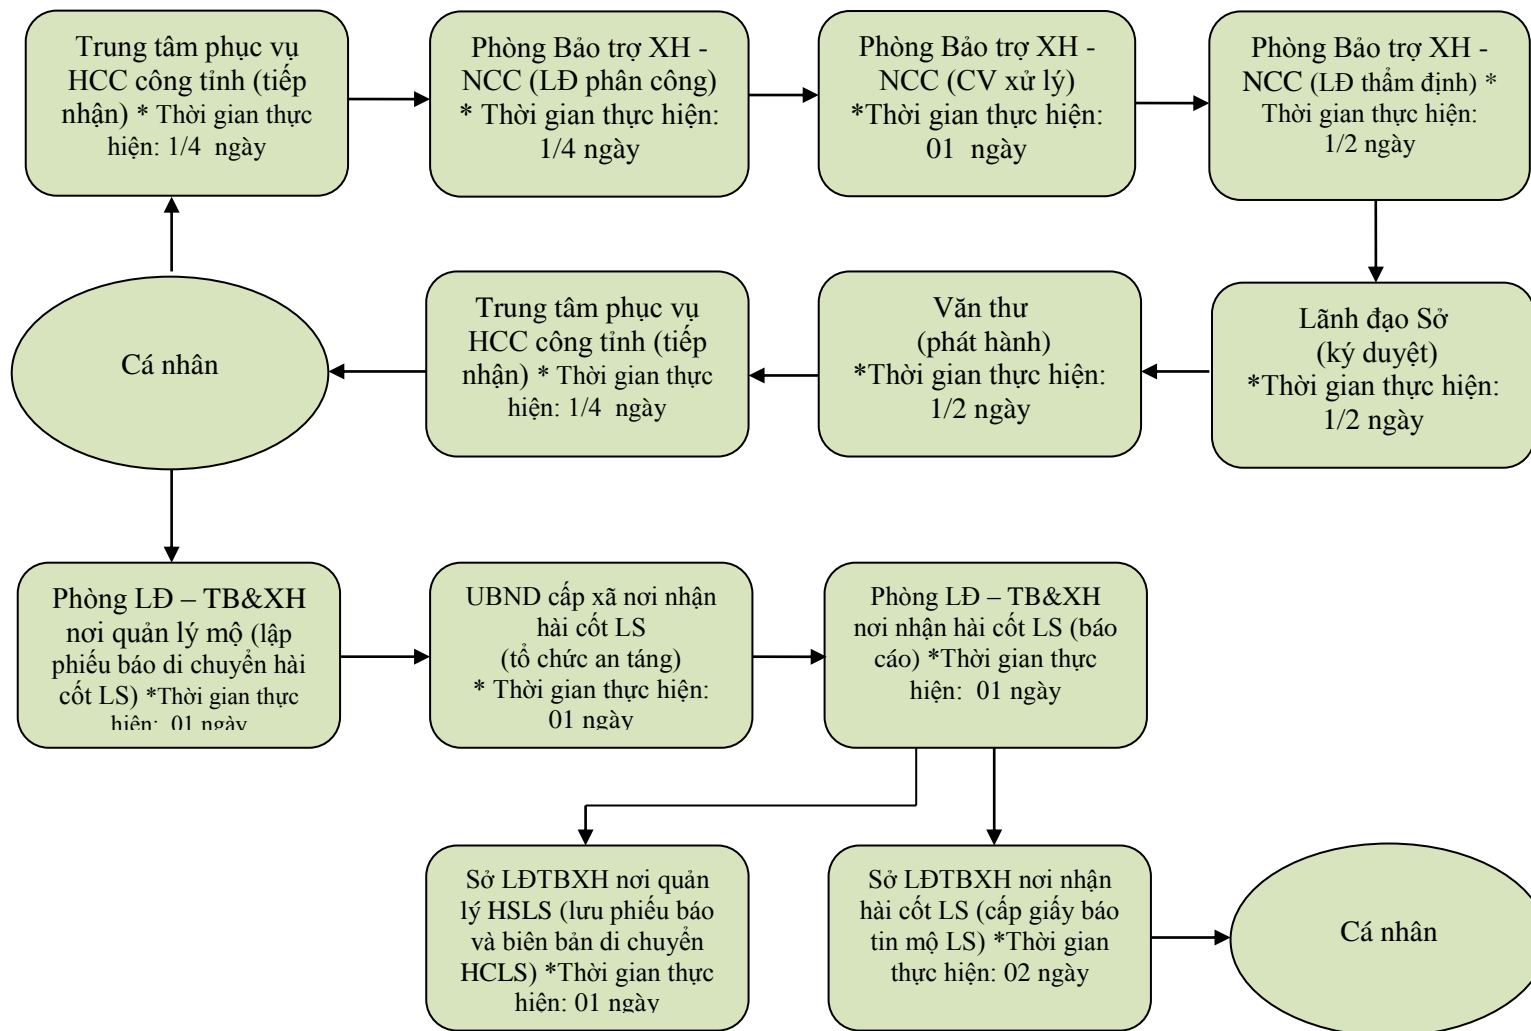 Trung tâm phục vụ
HCC công tỉnh (tiếp
nhận) * Thời gian thực
hiện: 1/4 ngày
Phòng Bảo trợ XH -
NCC (LĐ phân công)
* Thời gian thực hiện:
1/4 ngày
Phòng Bảo trợ XH -
NCC (CV xử lý)
*Thời gian thực hiện:
01 ngày
Phòng Bảo trợ XH -
NCC (LĐ thẩm định) *
Thời gian thực hiện:
1/2 ngày
Cá nhân
Trung tâm phục vụ
HCC công tỉnh (tiếp
nhận) * Thời gian thực
hiện: 1/4 ngày
Văn thư
(phát hành)
*Thời gian thực hiện:
1/2 ngày
Lãnh đạo Sở
(ký duyệt)
*Thời gian thực hiện:
1/2 ngày
Phòng LĐ – TB&XH
nơi quản lý mộ (lập
phiếu báo di chuyển hài
cốt LS) *Thời gian thực
hiện: 01 ngày
UBND cấp xã nơi nhận
hài cốt LS
(tổ chức an táng)
* Thời gian thực hiện:
01 ngày
Phòng LĐ – TB&XH
nơi nhận hài cốt LS (báo
cáo) *Thời gian thực
hiện: 01 ngày
Sở LĐTBXH nơi quản
lý HSLS (lưu phiếu báo
và biên bản di chuyển
HCLS) *Thời gian thực
hiện: 01 ngày
Sở LĐTBXH nơi nhận
hài cốt LS (cấp giấy báo
tin mộ LS) *Thời gian
thực hiện: 02 ngày
Cá nhân